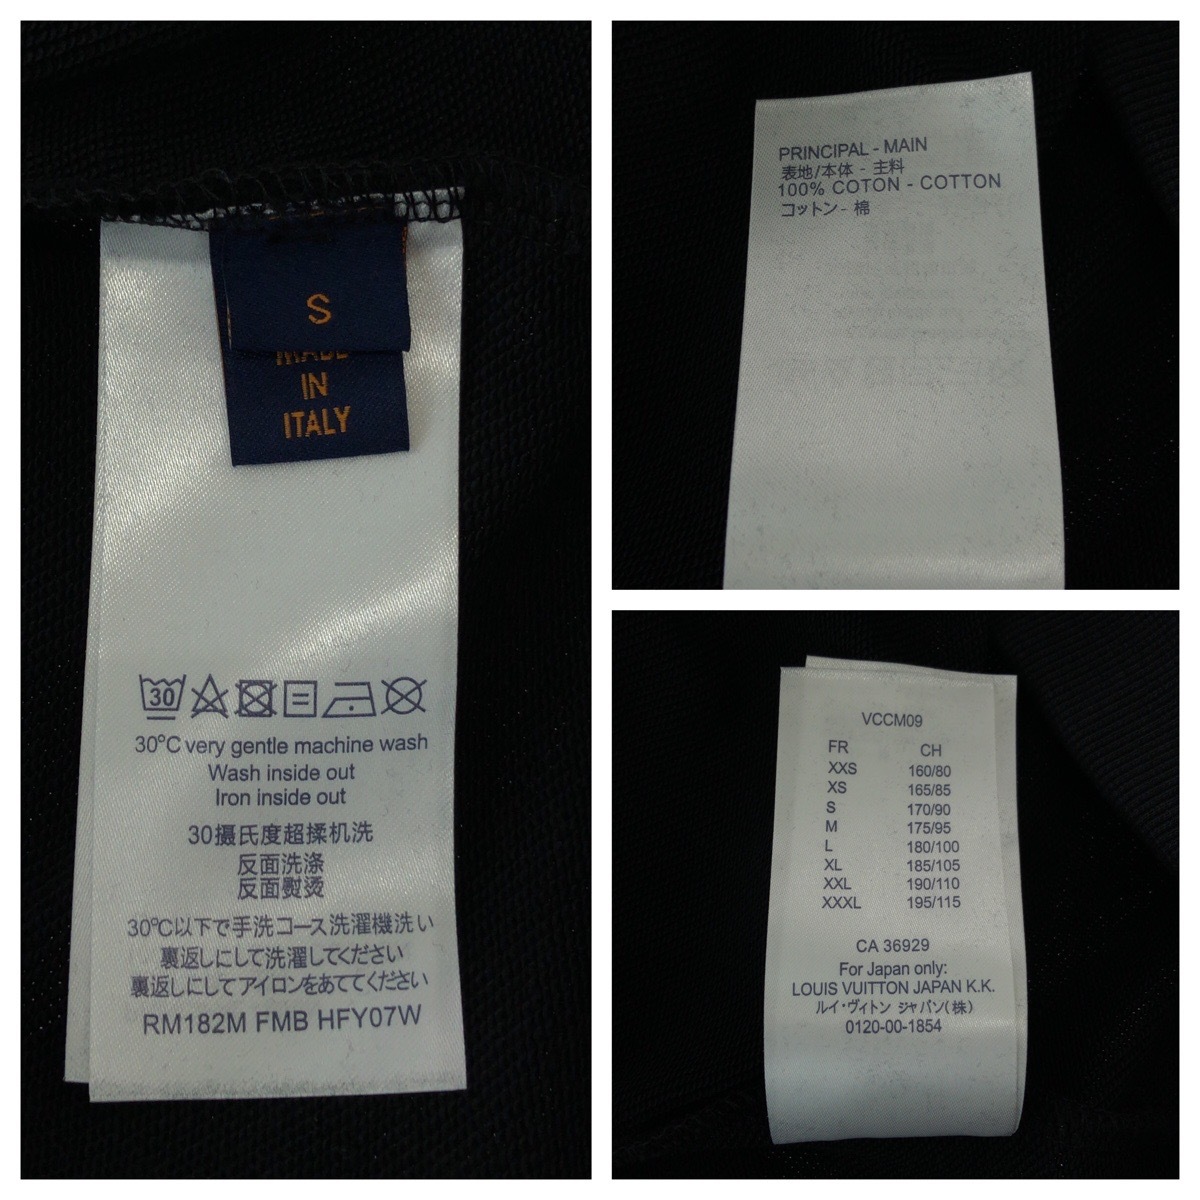 S
MADE
IN
ITALY
30
30°C very gentle machine wash
Wash inside out
Iron inside out
30摄氏度超揉机洗
反面洗涤
反面熨烫
30℃以下で手洗コース洗濯機洗い
裏返しにして洗濯してください
裏返しにしてアイロンをあててください
RM182M FMB HFY07W
PRINCIPAL - MAIN
表地/本体 - 主料
100% COTON - COTTON
コットン - 棉
VCCM09
FR CH
XXS 160/80
XS 165/85
S 170/90
M 175/95
L 180/100
XL 185/105
XXL 190/110
XXXL 195/115
CA 36929
For Japan only:
LOUIS VUITTON JAPAN K.K.
ルイ・ヴィトン ジャパン(株)
0120-00-1854